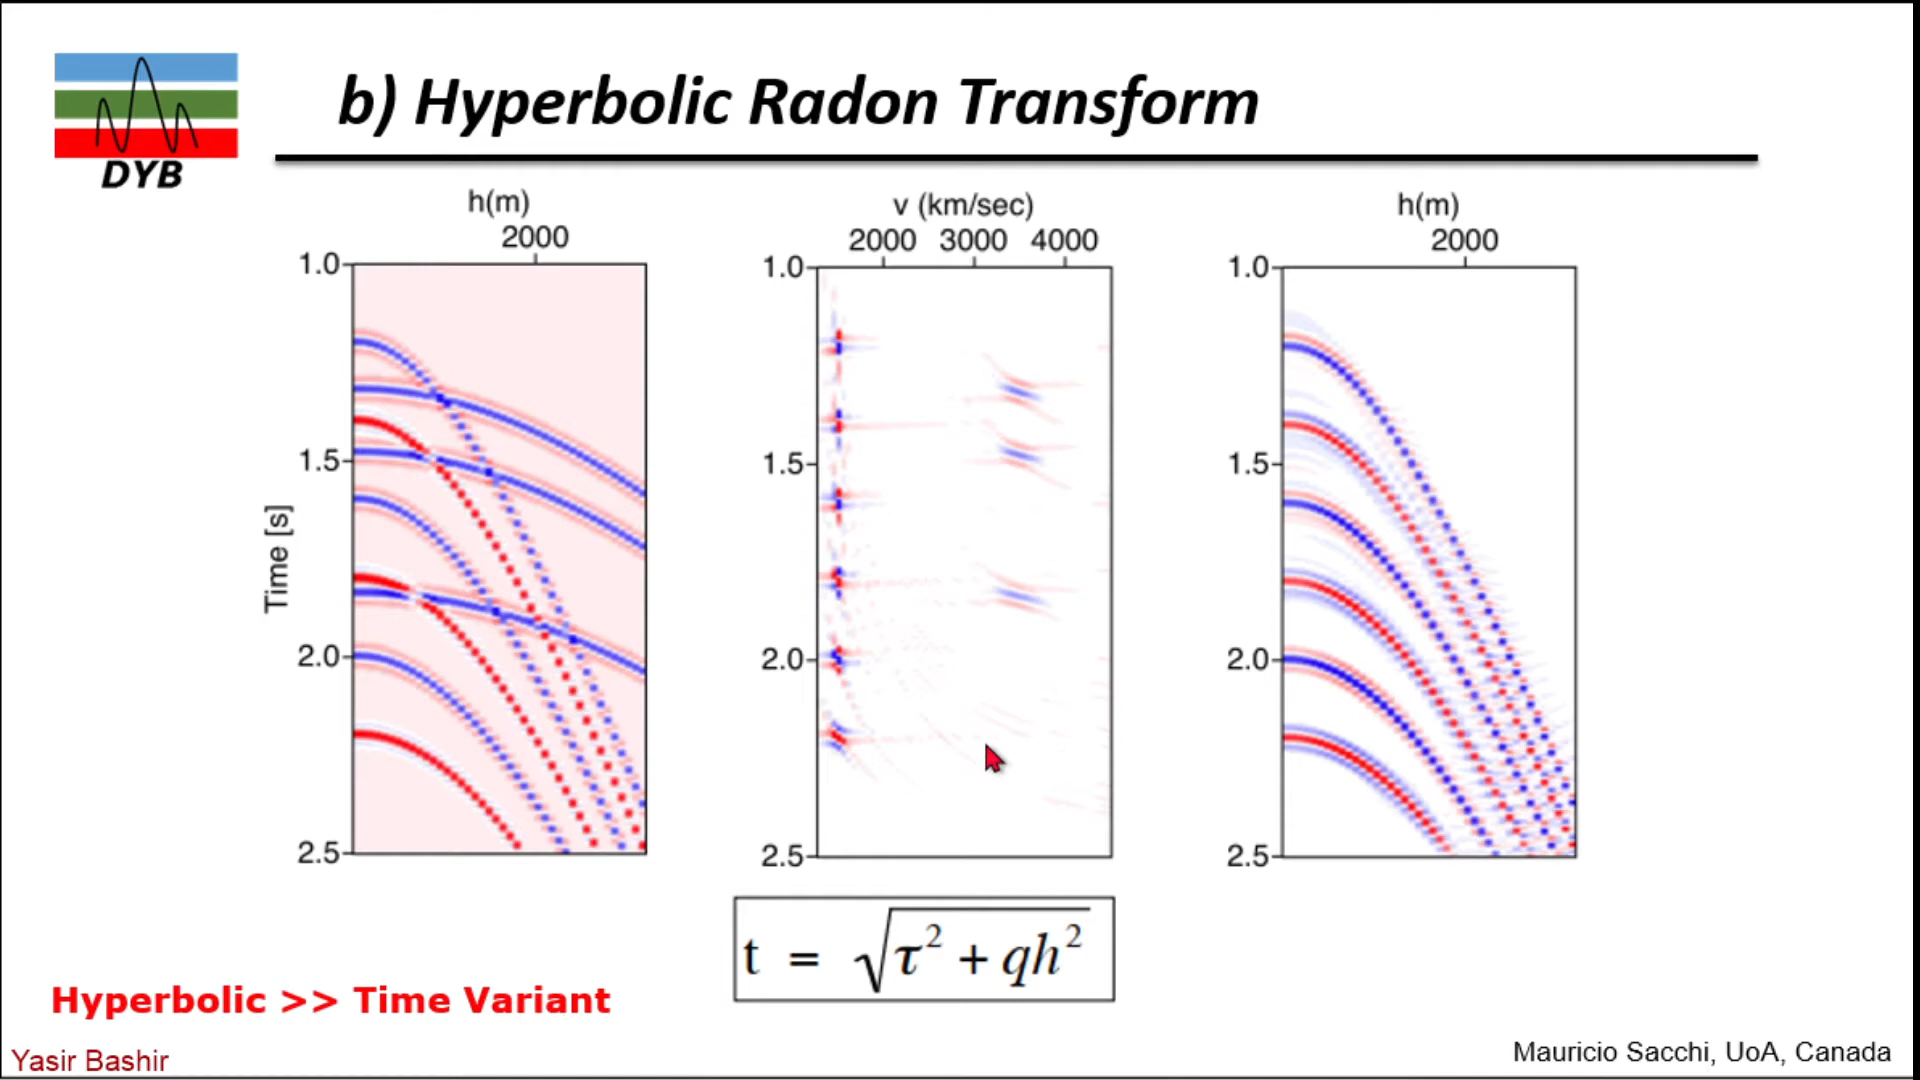 DYB
b) Hyperbolic Radon Transform
h(m)
2000
1.0
1.5
2.0
2.5
Time [s]
v (km/sec)
2000 3000 4000
1.0
1.5
2.0
2.5
h(m)
2000
1.0
1.5
2.0
2.5
t = √τ² + qh²
Hyperbolic >> Time Variant
Yasir Bashir
Mauricio Sacchi, UoA, Canada